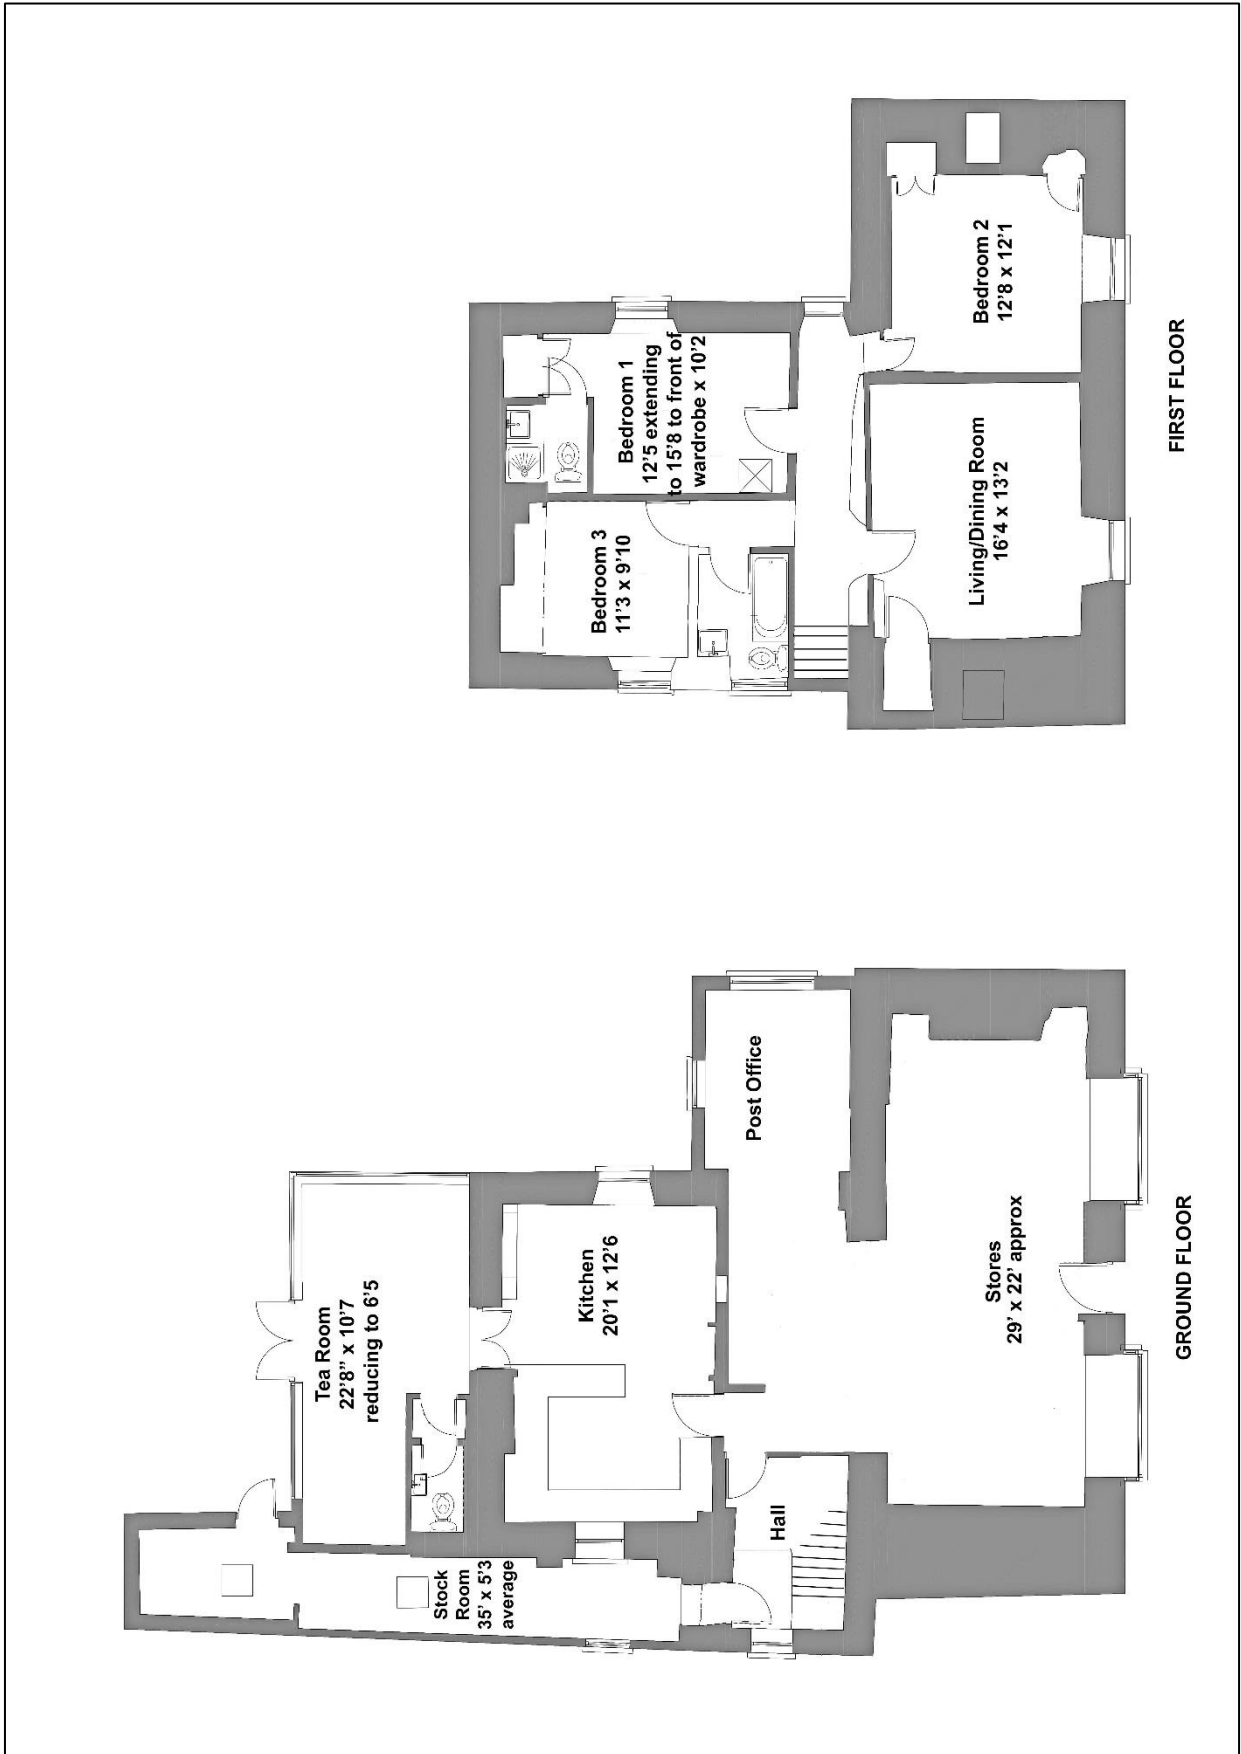 Tea Room
22'8" x 10'7
reducing to 6'5
Kitchen
20'1 x 12'6
Post Office
Stock
Room
35' x 5'3
average
Hall
Stores
29' x 22' approx
GROUND FLOOR
Bedroom 3
11'3 x 9'10
Bedroom 1
12'5 extending
to 15'8 to front of
wardrobe x 10'2
Living/Dining Room
16'4 x 13'2
Bedroom 2
12'8 x 12'1
FIRST FLOOR